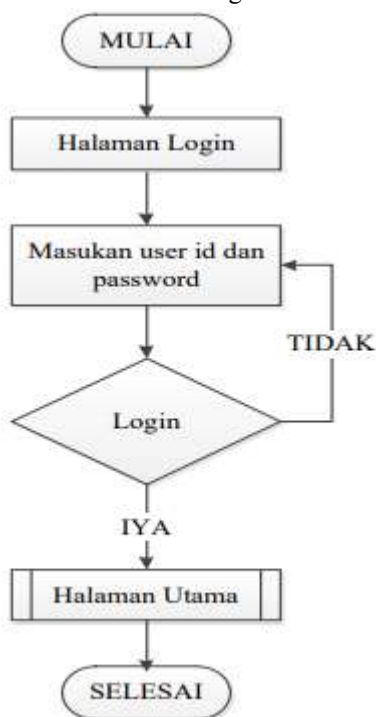 MULAI
Halaman Login
Masukan user id dan
password
TIDAK
Login
IYA
Halaman Utama
SELESAI